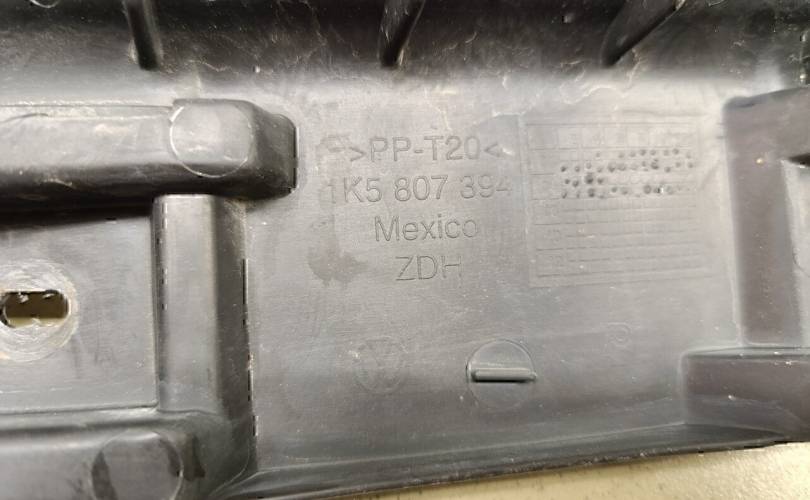 >PP-T20<
1K5 807 394
Mexico
ZDH